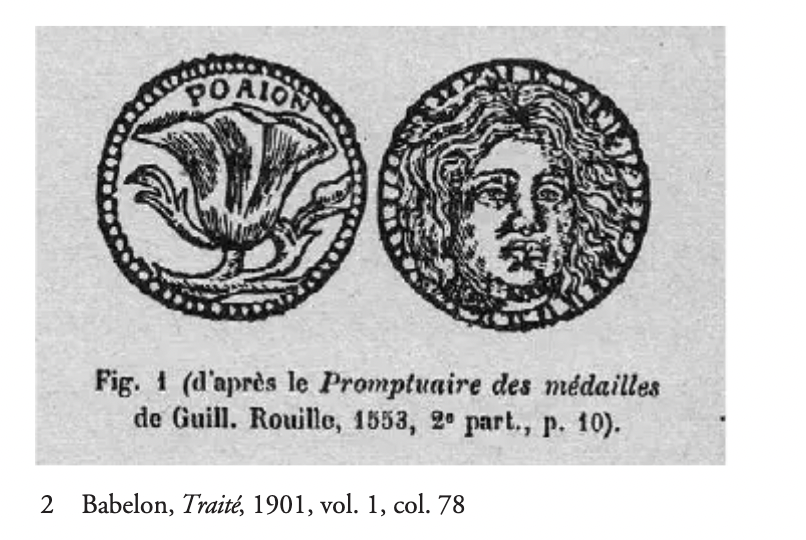 POAION
Fig. 1 (d'après le Promptuaire des médailles
de Guill. Rouille, 1553, 2e part., p. 10).
2 Babelon, Traité, 1901, vol. 1, col. 78